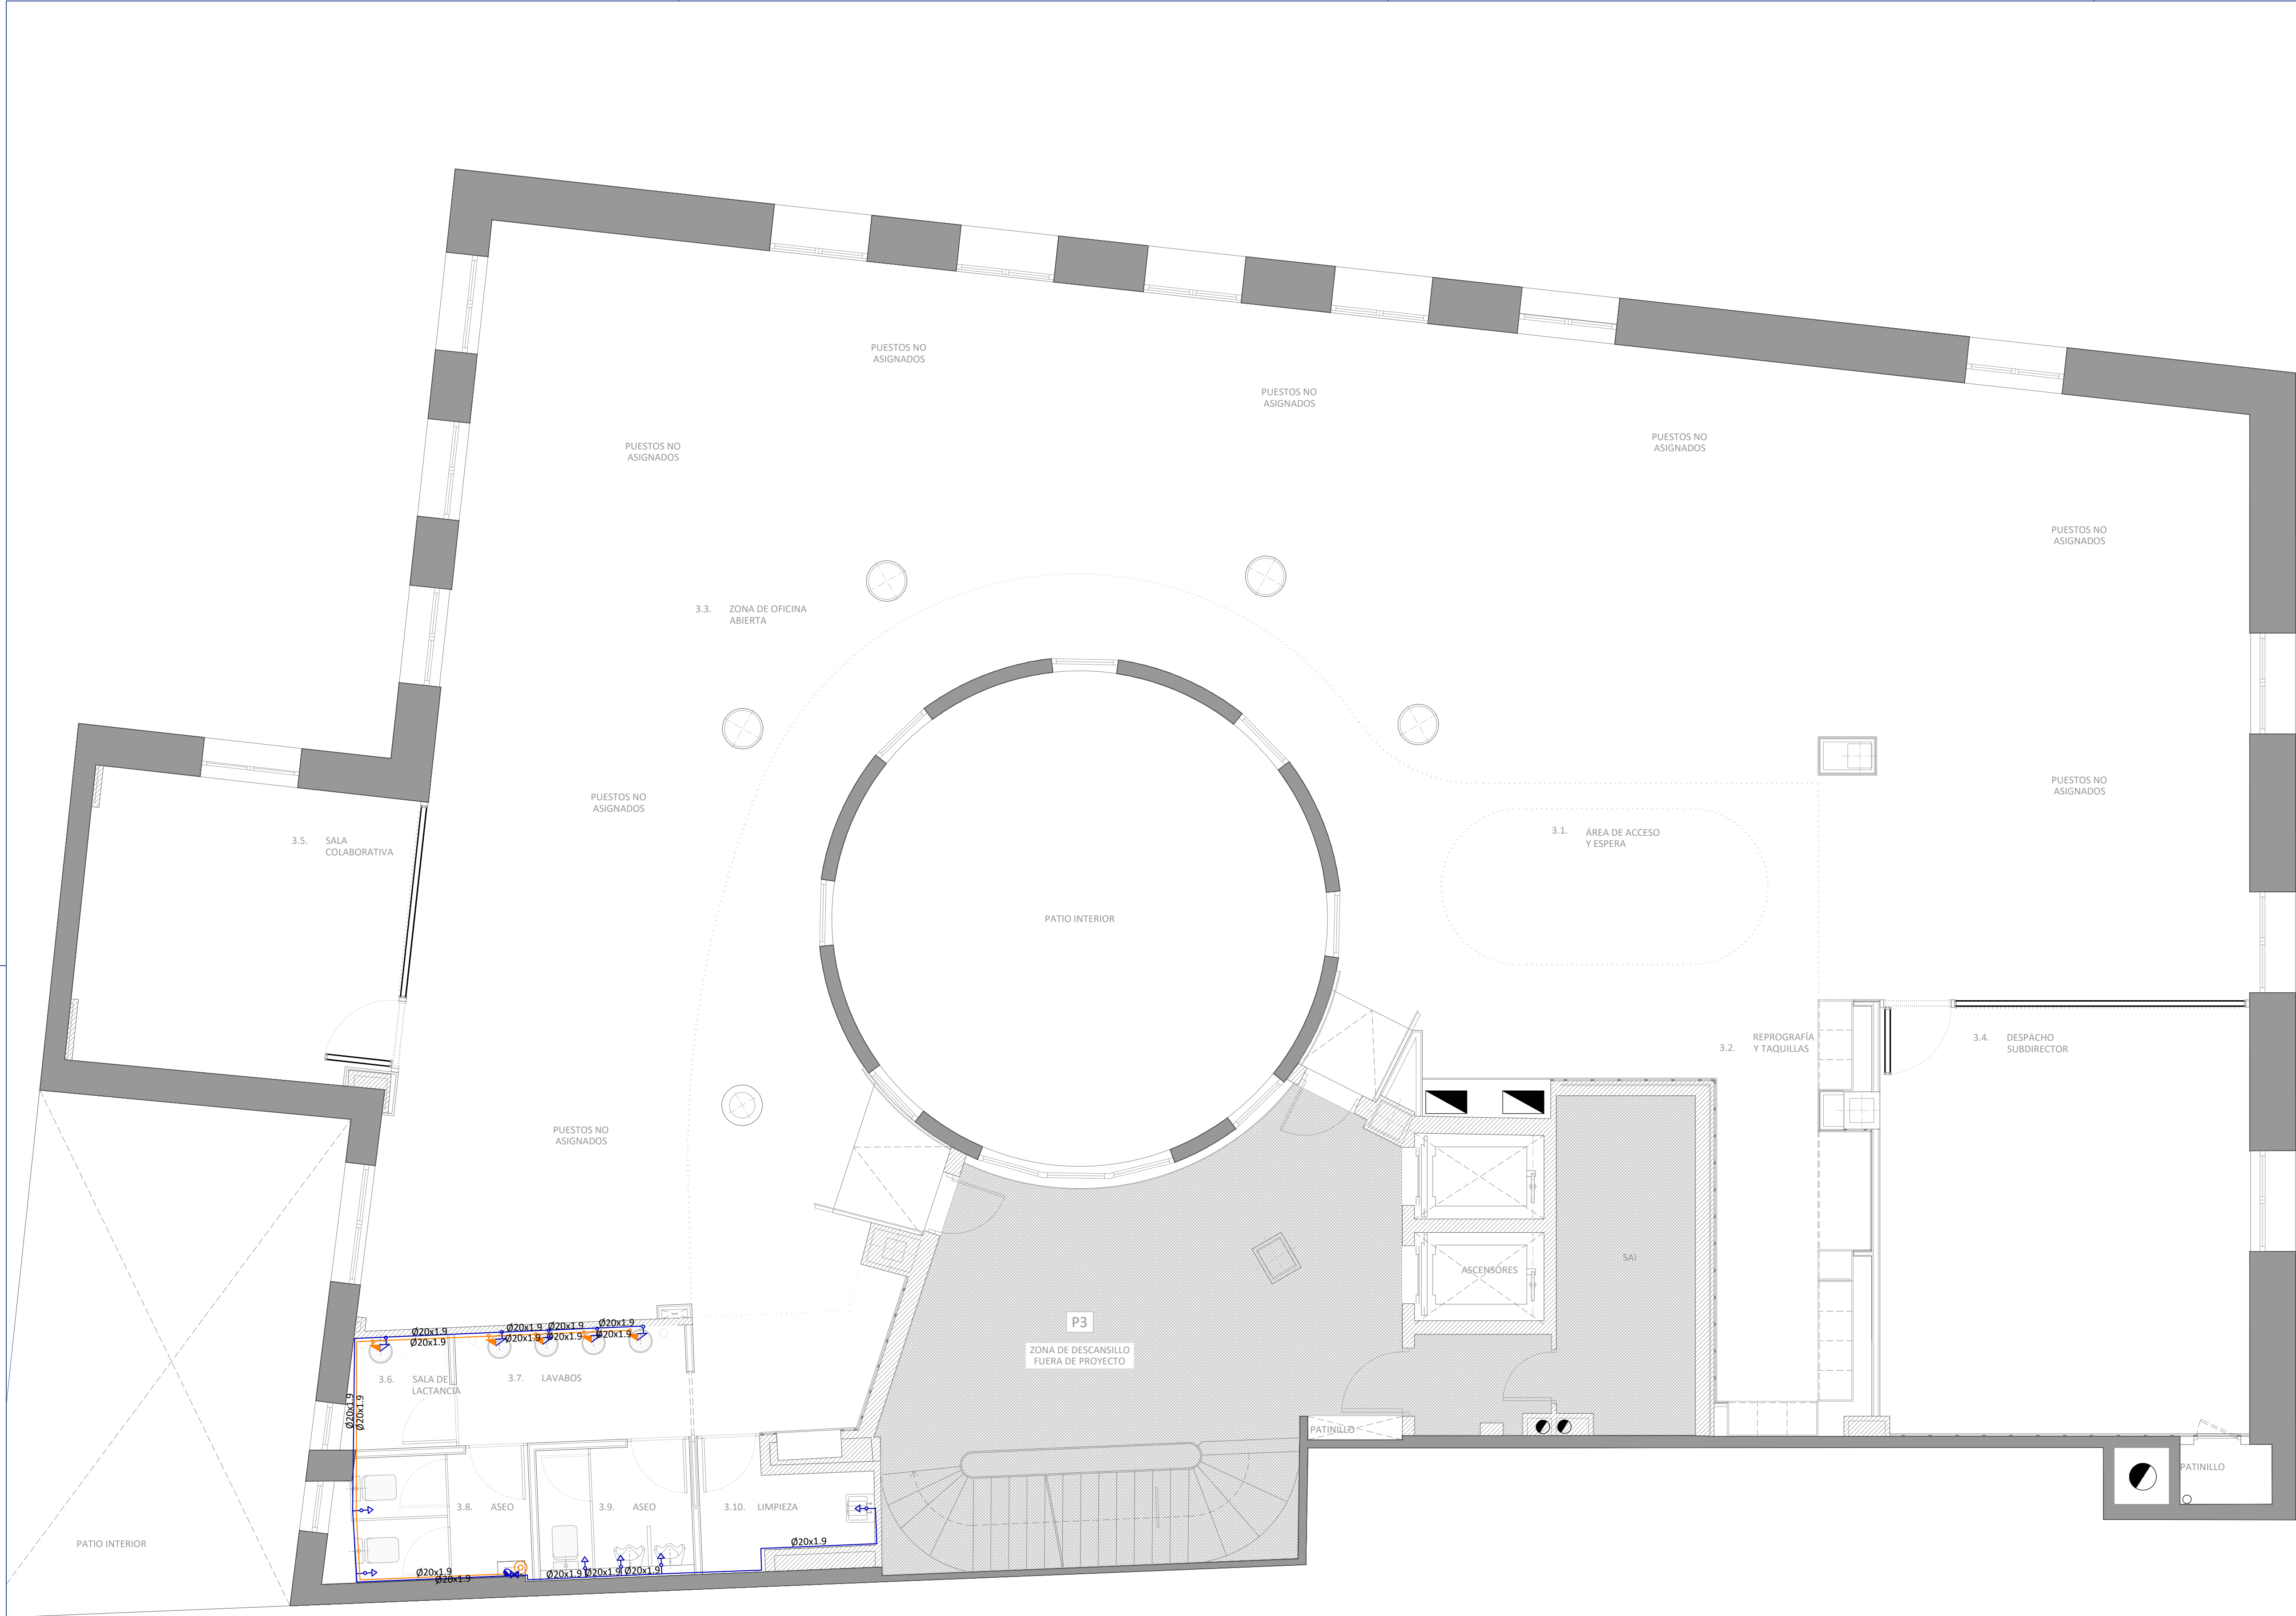 PUESTOS NO
ASIGNADOS
PUESTOS NO
ASIGNADOS
PUESTOS NO
ASIGNADOS
PUESTOS NO
ASIGNADOS
PUESTOS NO
ASIGNADOS
3.3. ZONA DE OFICINA
ABIERTA
PUESTOS NO
ASIGNADOS
PUESTOS NO
ASIGNADOS
3.1. ÁREA DE ACCESO
Y ESPERA
3.5. SALA
COLABORATIVA
PATIO INTERIOR
3.2. REPROGRAFÍA
Y TAQUILLAS
3.4. DESPACHO
SUBDIRECTOR
PUESTOS NO
ASIGNADOS
SAI
ASCENSORES
P3
ZONA DE DESCANSILLO
FUERA DE PROYECTO
Ø20x1.9
Ø20x1.9
Ø20x1.9
Ø20x1.9
Ø20x1.9
Ø20x1.9
Ø20x1.9
Ø20x1.9
3.6. SALA DE
LACTANCIA
3.7. LAVABOS
Ø20x1.9
Ø20x1.9
PATINILLO
PATINILLO
3.8. ASEO
3.9. ASEO
3.10. LIMPIEZA
PATIO INTERIOR
Ø20x1.9
Ø20x1.9
Ø20x1.9
Ø20x1.9
Ø20x1.9
Ø20x1.9